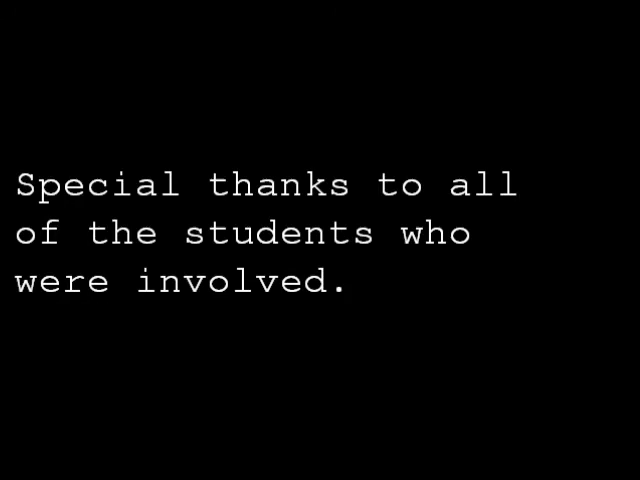 Special thanks to all
of the students who
were involved.